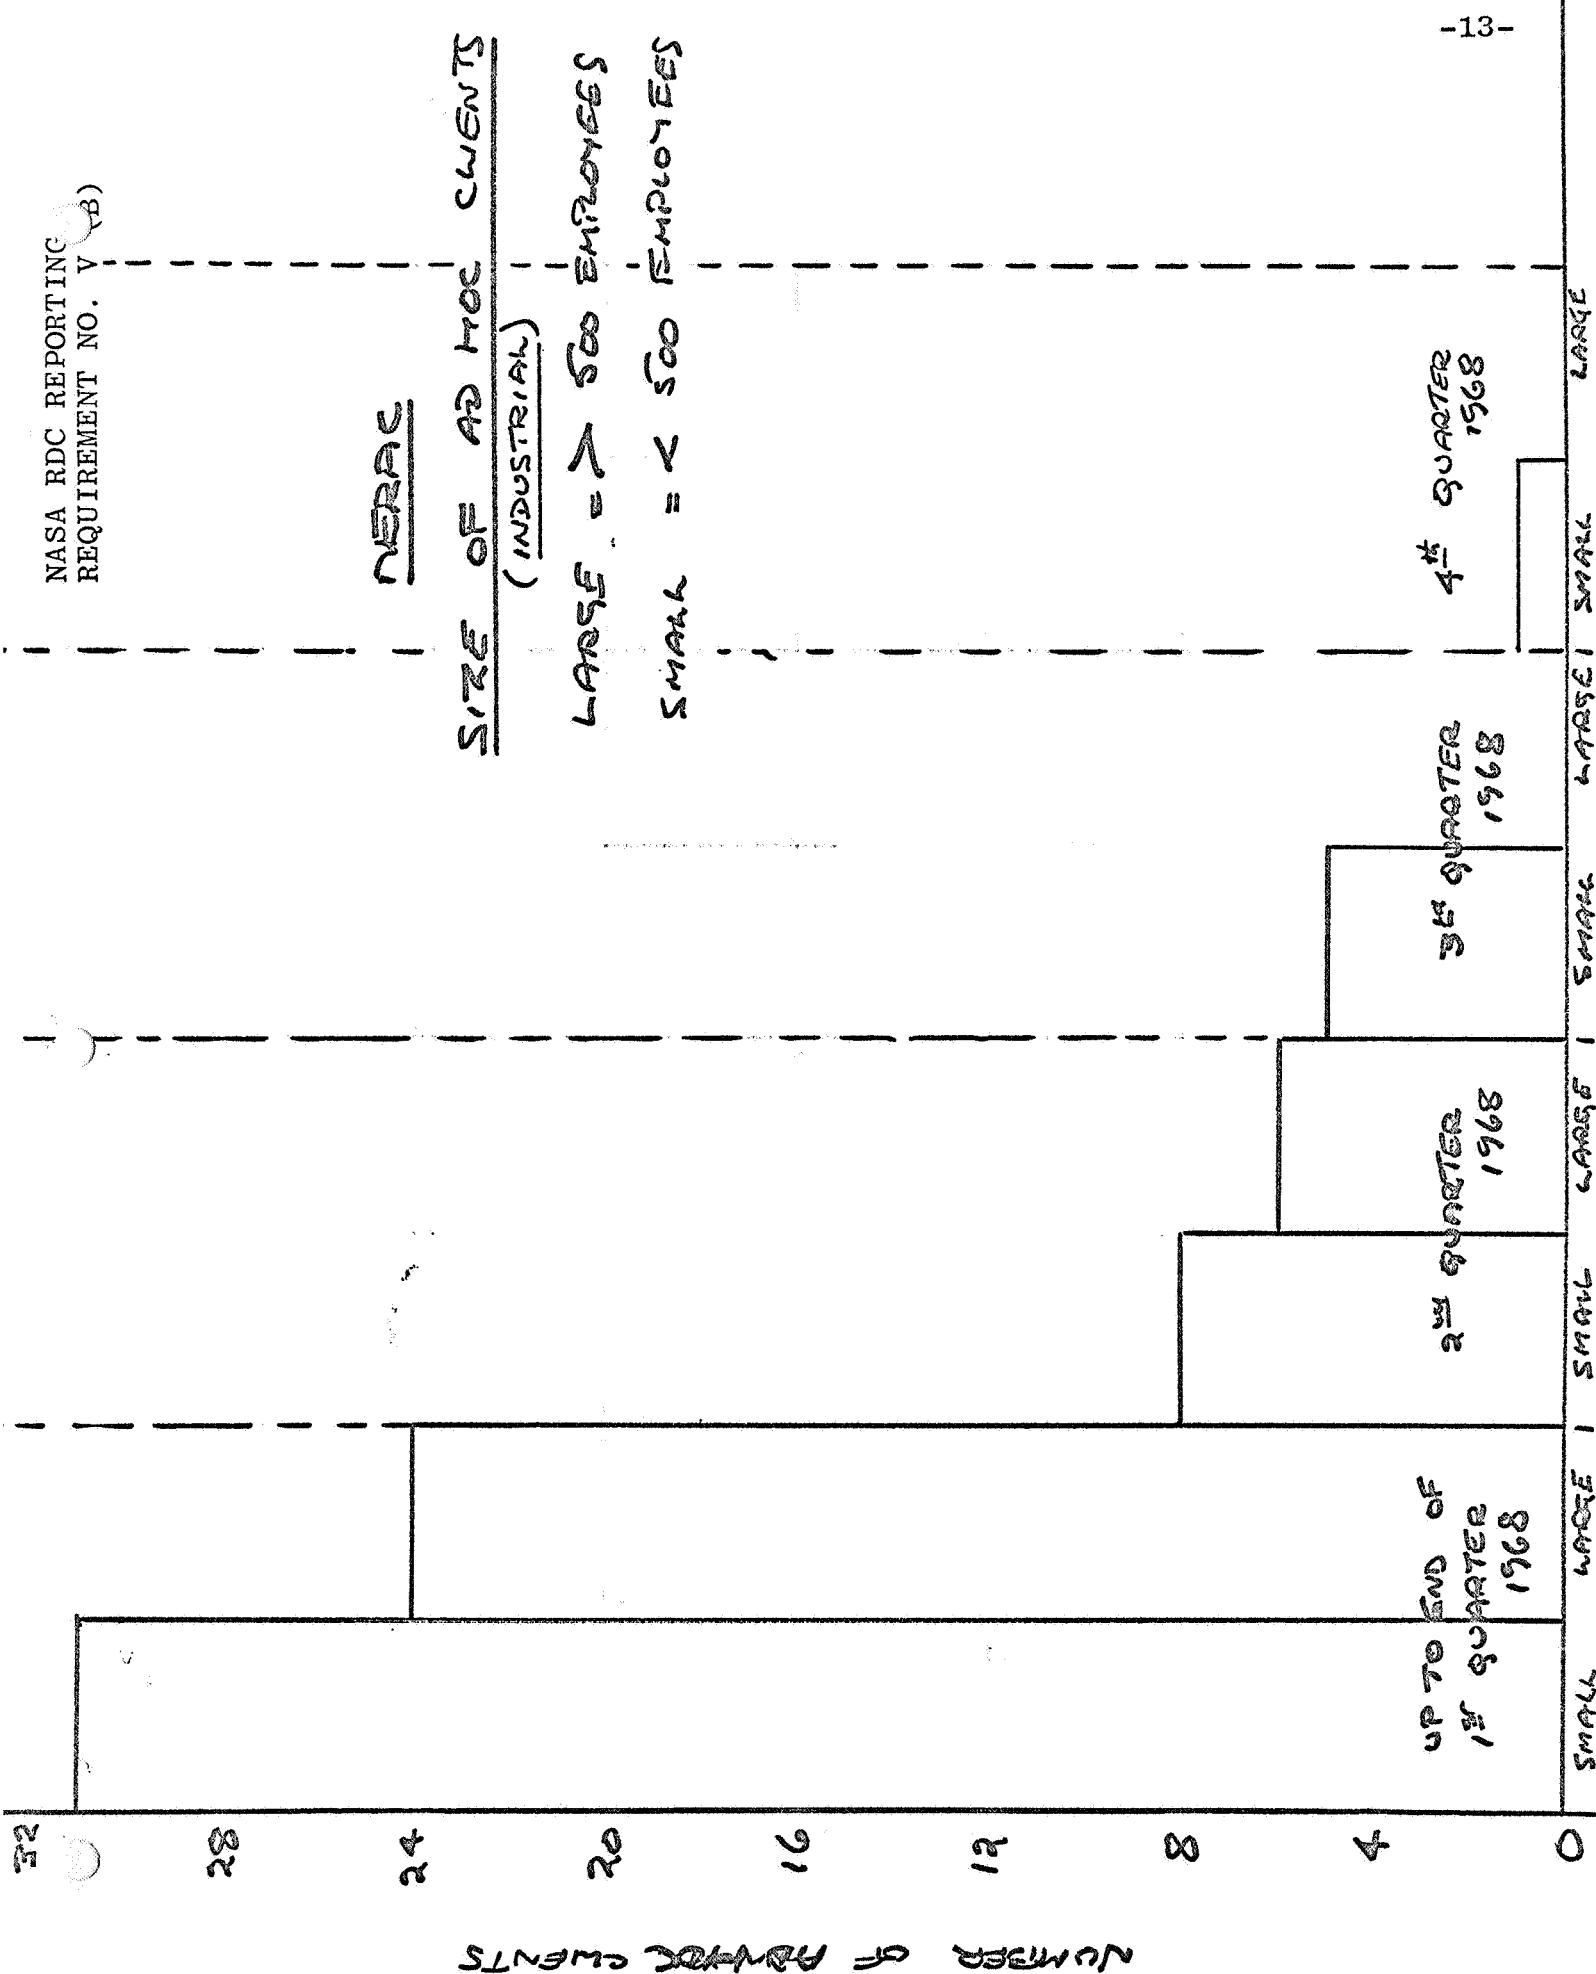 -13-
NASA RDC REPORTING
REQUIREMENT NO. V (B)
NERAC
SIZE OF AD HOC CLIENTS
(INDUSTRIAL)
LARGE = > 500 EMPLOYEES
SMALL = < 500 EMPLOYEES
NUMBER OF AD HOC CLIENTS
32
28
24
20
16
12
8
4
0
UP TO END OF
1ST QUARTER
1968
2ND QUARTER
1968
3RD QUARTER
1968
4TH QUARTER
1968
SMALL LARGE | SMALL LARGE | SMALL LARGE | SMALL LARGE